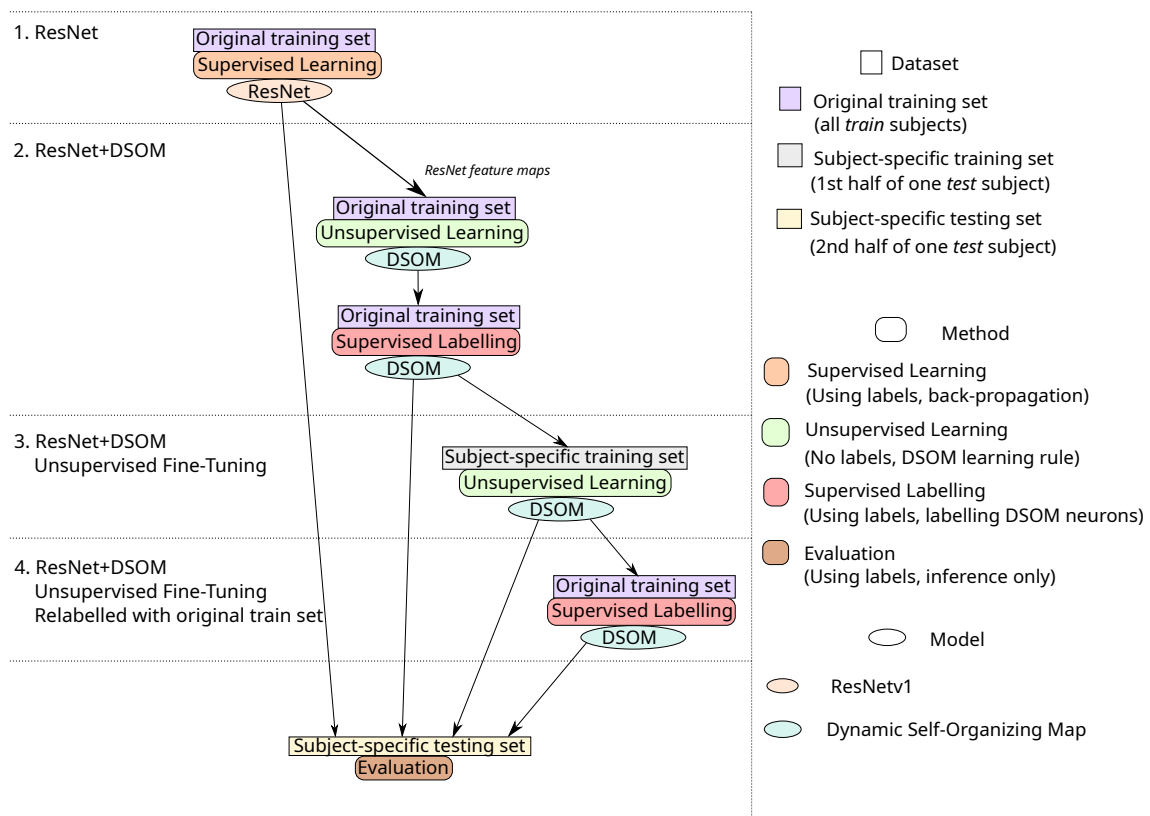 1. ResNet
Original training set
Supervised Learning
ResNet
2. ResNet+DSOM
ResNet feature maps
Original training set
Unsupervised Learning
DSOM
Original training set
Supervised Labelling
DSOM
3. ResNet+DSOM
Unsupervised Fine-Tuning
Subject-specific training set
Unsupervised Learning
DSOM
4. ResNet+DSOM
Unsupervised Fine-Tuning
Relabelled with original train set
Original training set
Supervised Labelling
DSOM
Subject-specific testing set
Evaluation
Dataset
Original training set
(all train subjects)
Subject-specific training set
(1st half of one test subject)
Subject-specific testing set
(2nd half of one test subject)
Method
Supervised Learning
(Using labels, back-propagation)
Unsupervised Learning
(No labels, DSOM learning rule)
Supervised Labelling
(Using labels, labelling DSOM neurons)
Evaluation
(Using labels, inference only)
Model
ResNetv1
Dynamic Self-Organizing Map